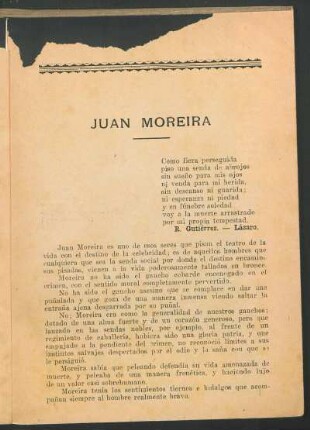 JUAN MOREIRA
Como fiera perseguida
piso una senda de abrojos
sin sueño para mis ojos
ni venda para mi herida,
sin descanso ni guarida;
ni esperanza ni piedad
y en fúnebre soledad
voy a la muerte arrastrado
por mi propia tempestad.
R. Gutiérrez. — Lázaro.
Juan Moreira es uno de esos seres que pisan el teatro de la
vida con el destino de la celebridad; es de aquellos hombres que
cualquiera que sea la senda social por donde el destino encamine
sus pisadas, vienen a la vida poderosamente tallados en bronce.
Moreira no ha sido el gaucho cobarde encenegado en el
crimen, con el sentido moral completamente pervertido.
No ha sido el gaucho asesino que se complace en dar una
puñalada y que goza de una manera inmensa viendo saltar la
entraña ajena desgarrada por su puñal.
No; Moreira era como la generalidad de nuestros gauchos;
dotado de una alma fuerte y de un corazón generoso, pero que
lanzado en las sendas nobles, por ejemplo, al frente de un
regimiento de caballería, hubiera sido una gloria patria, y que
empujado a la pendiente del crimen, no reconoció límites a sus
instintos salvajes despertados por el odio y la saña con que se
le persiguió.
Moreira sabía que peleando defendía su vida amenazada de
muerte, y peleaba de una manera frenética, y haciendo lujo
de un valor casi sobrehumano.
Moreira tenía los sentimientos tiernos e hidalgos que acom-
pañan siempre al hombre realmente bravo.